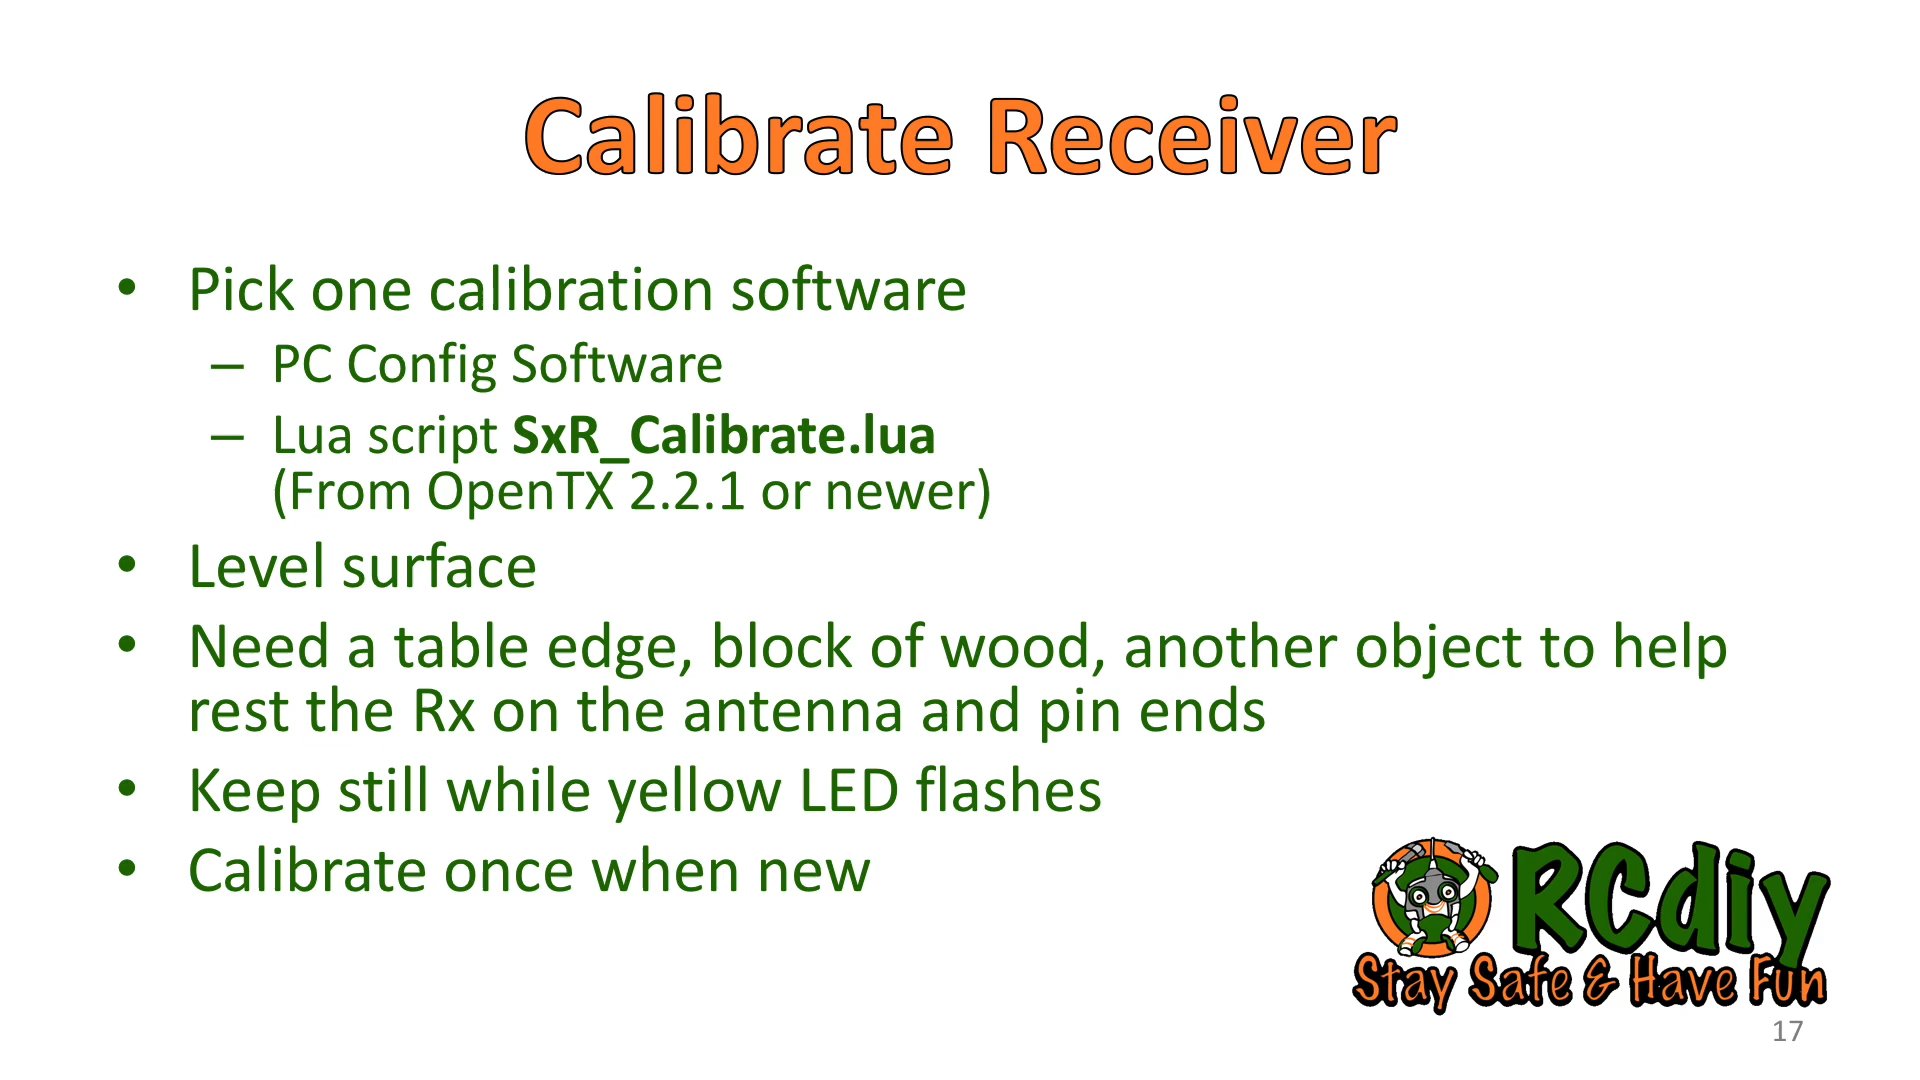 Calibrate Receiver
• Pick one calibration software
– PC Config Software
– Lua script SxR_Calibrate.lua
(From OpenTX 2.2.1 or newer)
• Level surface
• Need a table edge, block of wood, another object to help
rest the Rx on the antenna and pin ends
• Keep still while yellow LED flashes
• Calibrate once when new
RCdiy
Stay Safe & Have Fun
17